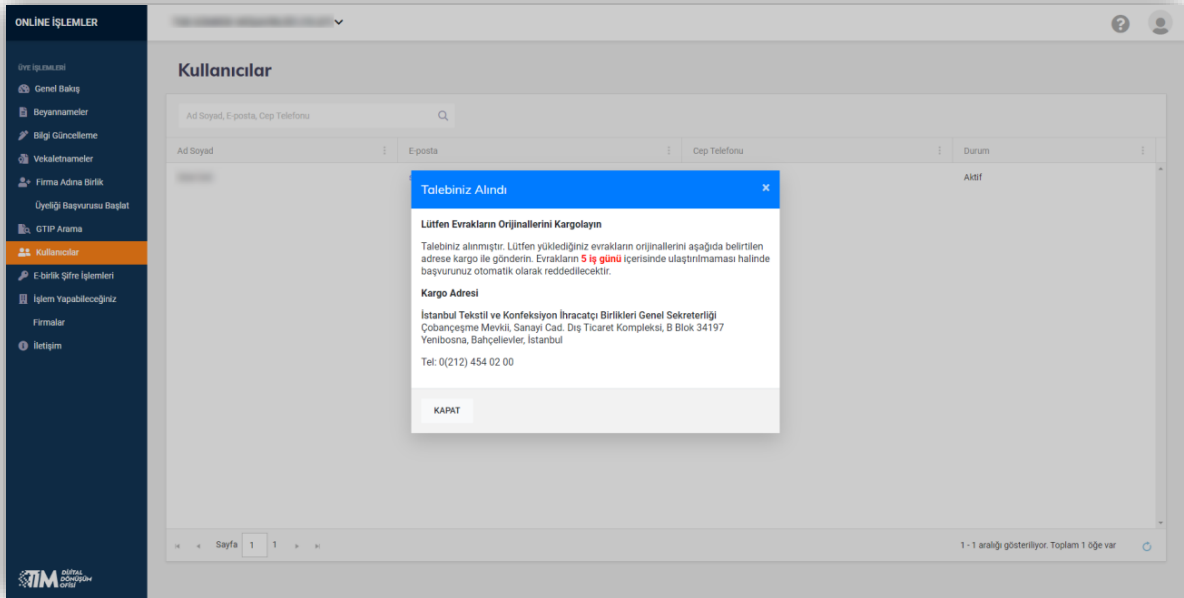 ONLİNE İŞLEMLER
Kullanıcılar
ÜYE İŞLEMLERİ
Genel Bakış
Beyannameler
Bilgi Güncelleme
Vekaletnameler
Firma Adına Birlik
Üyeliği Başvurusu Başlat
GTIP Arama
Kullanıcılar
E-birlik Şifre İşlemleri
İşlem Yapabileceğiniz
Firmalar
İletişim
Ad Soyad, E-posta, Cep Telefonu
Ad Soyad E-posta Cep Telefonu Durum
Aktif
Talebiniz Alındı ×
Lütfen Evrakların Orijinallerini Kargolayın
Talebiniz alınmıştır. Lütfen yüklediğiniz evrakların orijinallerini aşağıda belirtilen
adrese kargo ile gönderin. Evrakların 5 iş günü içerisinde ulaştırılmaması halinde
başvurunuz otomatik olarak reddedilecektir.
Kargo Adresi
İstanbul Tekstil ve Konfeksiyon İhracatçı Birlikleri Genel Sekreterliği
Çobançeşme Mevkii, Sanayi Cad. Dış Ticaret Kompleksi, B Blok 34197
Yenibosna, Bahçelievler, İstanbul
Tel: 0(212) 454 02 00
KAPAT
Sayfa 1 1
1 - 1 aralığı gösteriliyor. Toplam 1 öğe var
TİM DİJİTAL
DÖNÜŞÜM
OFİSİ